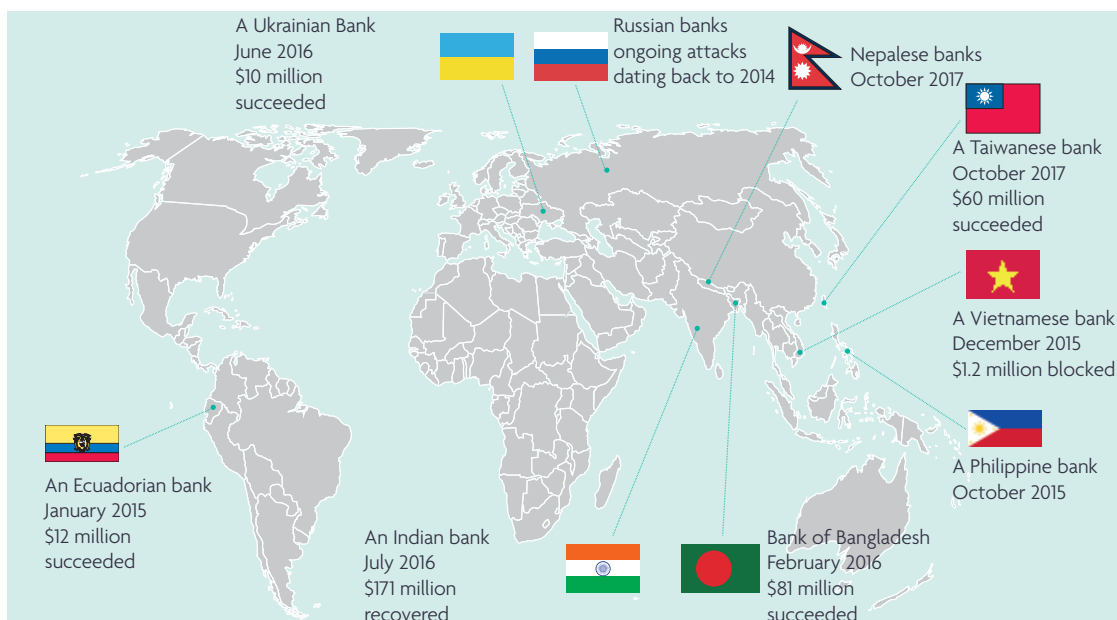 A Ukrainian Bank
June 2016
$10 million
succeeded
Russian banks
ongoing attacks
dating back to 2014
Nepalese banks
October 2017
A Taiwanese bank
October 2017
$60 million
succeeded
A Vietnamese bank
December 2015
$1.2 million blocked
A Philippine bank
October 2015
An Ecuadorian bank
January 2015
$12 million
succeeded
An Indian bank
July 2016
$171 million
recovered
Bank of Bangladesh
February 2016
$81 million
succeeded